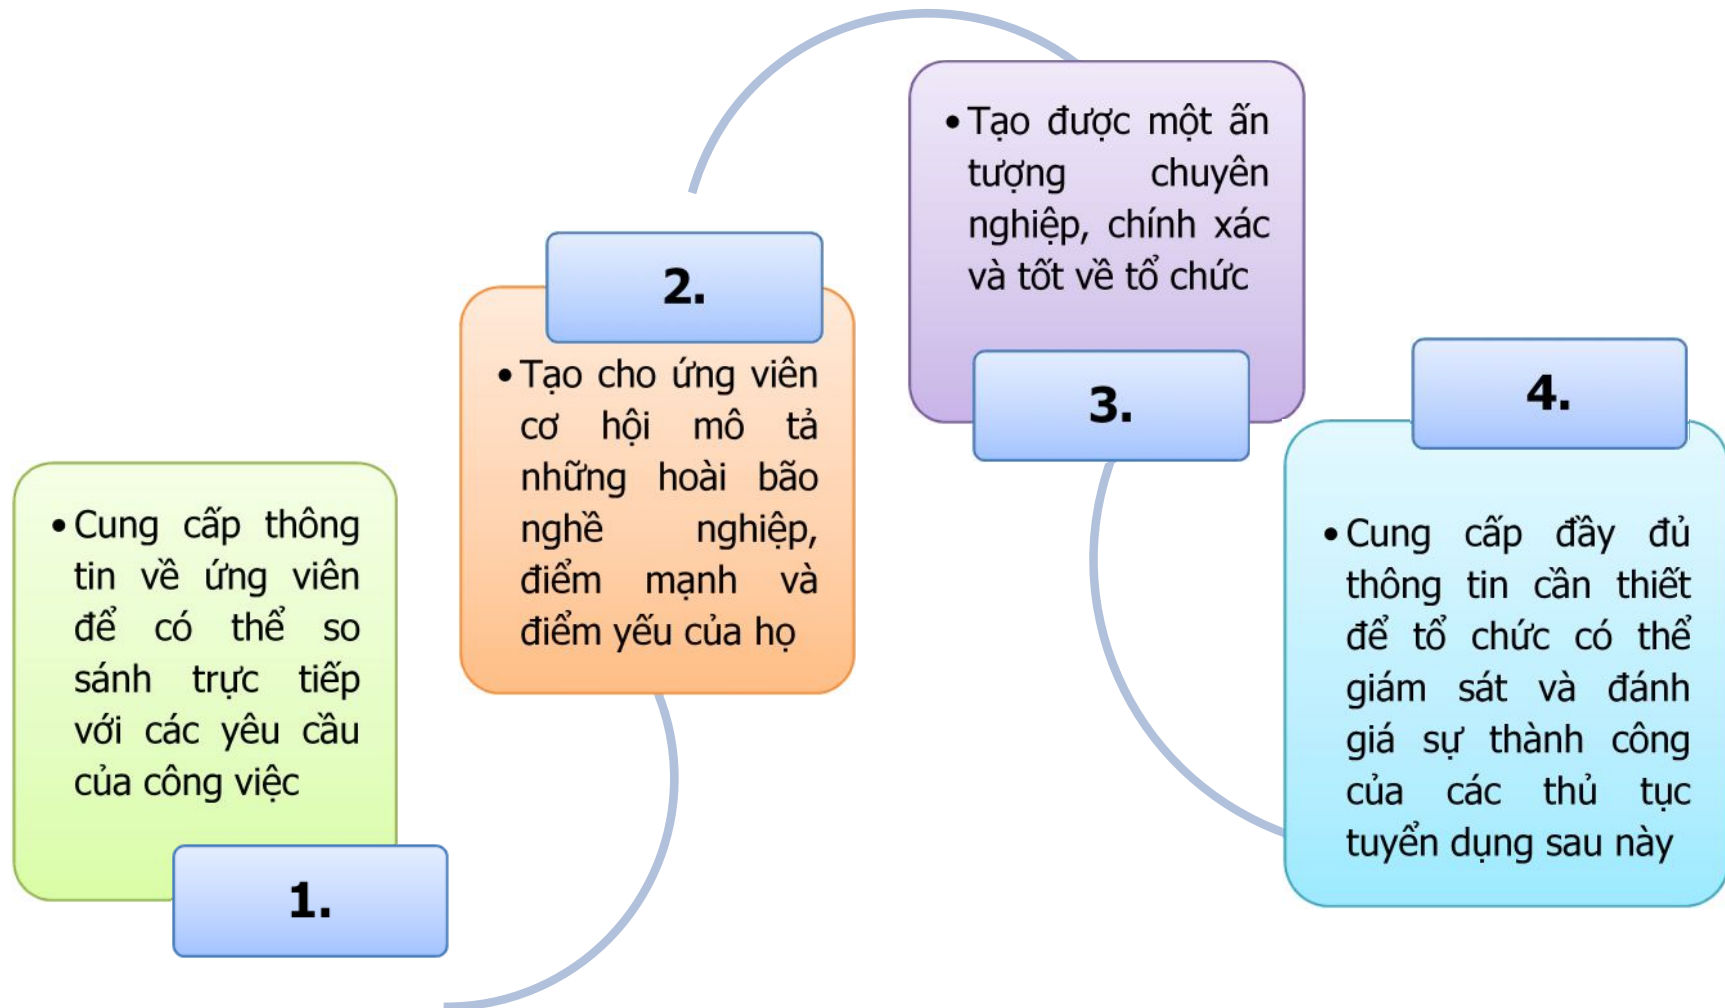 • Cung cấp thông
tin về ứng viên
để có thể so
sánh trực tiếp
với các yêu cầu
của công việc
1.
2.
• Tạo cho ứng viên
cơ hội mô tả
những hoài bão
nghề nghiệp,
điểm mạnh và
điểm yếu của họ
• Tạo được một ấn
tượng chuyên
nghiệp, chính xác
và tốt về tổ chức
3.
4.
• Cung cấp đầy đủ
thông tin cần thiết
để tổ chức có thể
giám sát và đánh
giá sự thành công
của các thủ tục
tuyển dụng sau này